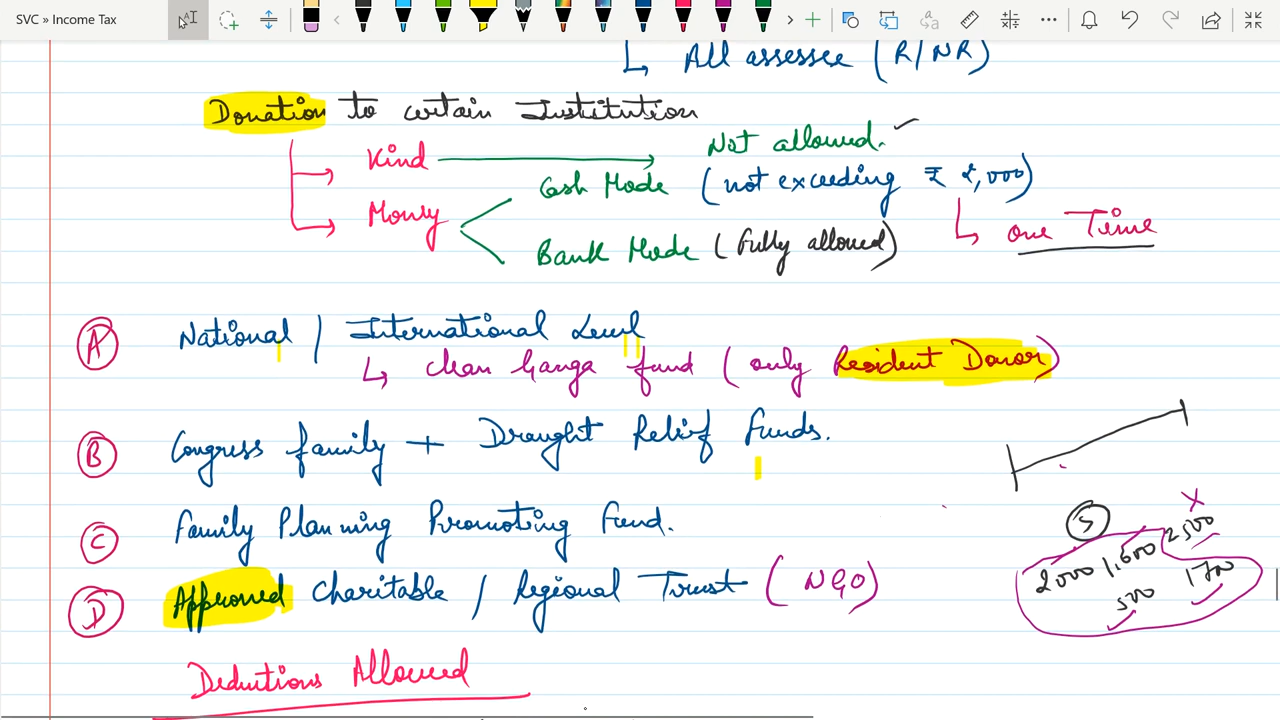 SVC » Income Tax
↳ All assessee (R/NR)
Donation to certain Institution
Kind → Not allowed. ✓
Cash Mode (not exceeding ₹ 2,000)
Money
↳ one Time
Bank Mode (fully allowed)
A National / International Level
↳ clean Ganga fund (only Resident Donor)
B Congress family + Drought Relief Funds.
C Family Planning Promoting Fund.
D Approved Charitable / Regional Trust (NGO)
5
X
2000 1,600 2500
500 1700
Deductions Allowed